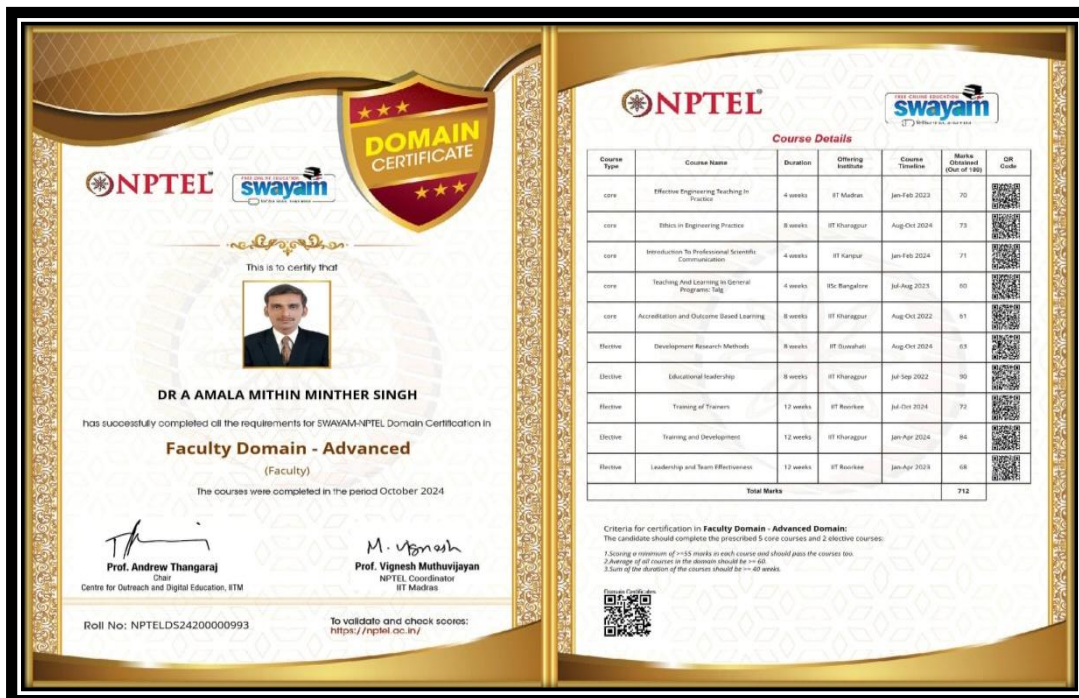 DOMAIN
CERTIFICATE
NPTEL
FREE ONLINE EDUCATION
swayam
This is to certify that
DR A AMALA MITHIN MINTHER SINGH
has successfully completed all the requirements for SWAYAM-NPTEL Domain Certification in
Faculty Domain - Advanced
(Faculty)
The courses were completed in the period October 2024
M. Vignesh
Prof. Andrew Thangaraj
Chair
Centre for Outreach and Digital Education, IITM
Prof. Vignesh Muthuvijayan
NPTEL Coordinator
IIT Madras
Roll No: NPTELDS24200000993
To validate and check scores:
https://nptel.ac.in/
NPTEL
FREE ONLINE EDUCATION
swayam
Course Details
Course Type Course Name Duration Offering Institute Course Timeline Marks Obtained (Out of 100) QR Code
core Effective Engineering Teaching In Practice 4 weeks IIT Madras Jan-Feb 2023 70
core Ethics in Engineering Practice 8 weeks IIT Kharagpur Aug-Oct 2024 73
core Introduction To Professional Scientific Communication 4 weeks IIT Kanpur Jan-Feb 2024 71
core Teaching And Learning in General Programs: Talg 4 weeks IISc Bangalore Jul-Aug 2023 60
core Accreditation and Outcome Based Learning 8 weeks IIT Kharagpur Aug-Oct 2022 61
Elective Development Research Methods 8 weeks IIT Guwahati Aug-Oct 2024 63
Elective Educational leadership 8 weeks IIT Kharagpur Jul-Sep 2022 90
Elective Training of Trainers 12 weeks IIT Roorkee Jul-Oct 2024 72
Elective Training and Development 12 weeks IIT Kharagpur Jan-Apr 2024 84
Elective Leadership and Team Effectiveness 12 weeks IIT Roorkee Jan-Apr 2023 68
Total Marks 712
Criteria for certification in Faculty Domain - Advanced Domain:
The candidate should complete the prescribed 5 core courses and 2 elective courses:
1.Scoring a minimum of >=55 marks in each course and should pass the courses too.
2.Average of all courses in the domain should be >= 60.
3.Sum of the duration of the courses should be >= 40 weeks.
Domain Certificates